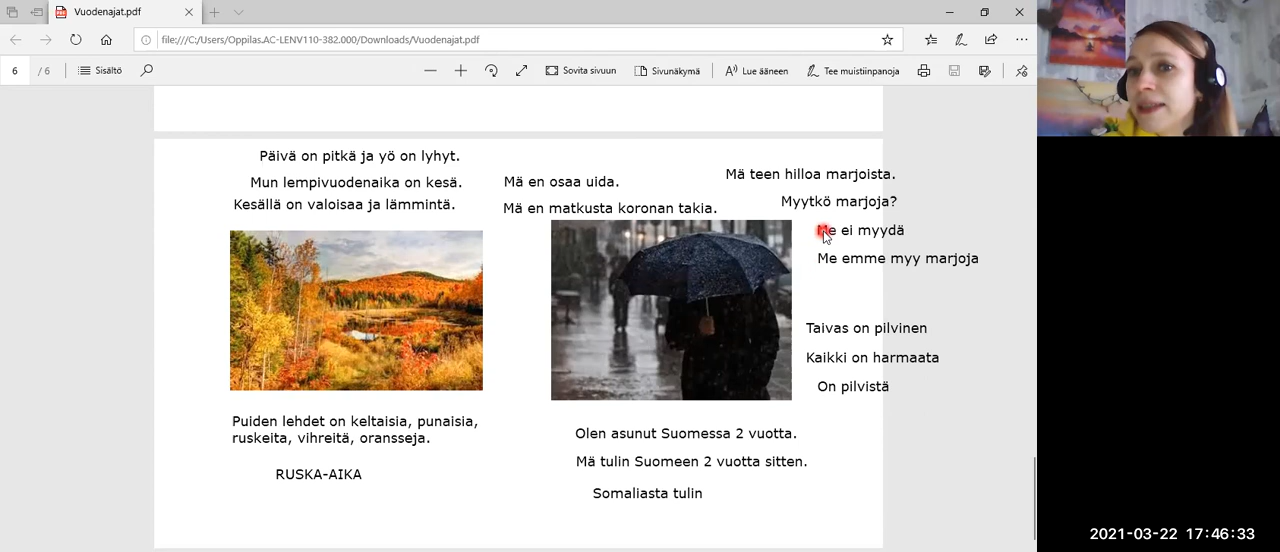 Vuodenajat.pdf
file:///C:/Users/Oppilas.AC-LENV110-382.000/Downloads/Vuodenajat.pdf
6 / 6
Sisältö
Sovita sivuun
Sivunäkymä
Lue ääneen
Tee muistiinpanoja
Päivä on pitkä ja yö on lyhyt.
Mun lempivuodenaika on kesä.
Kesällä on valoisaa ja lämmintä.
Mä en osaa uida.
Mä en matkusta koronan takia.
Mä teen hilloa marjoista.
Myytkö marjoja?
Me ei myydä
Me emme myy marjoja
Taivas on pilvinen
Kaikki on harmaata
On pilvistä
Puiden lehdet on keltaisia, punaisia,
ruskeita, vihreitä, oransseja.
RUSKA-AIKA
Olen asunut Suomessa 2 vuotta.
Mä tulin Suomeen 2 vuotta sitten.
Somaliasta tulin
2021-03-22 17:46:33